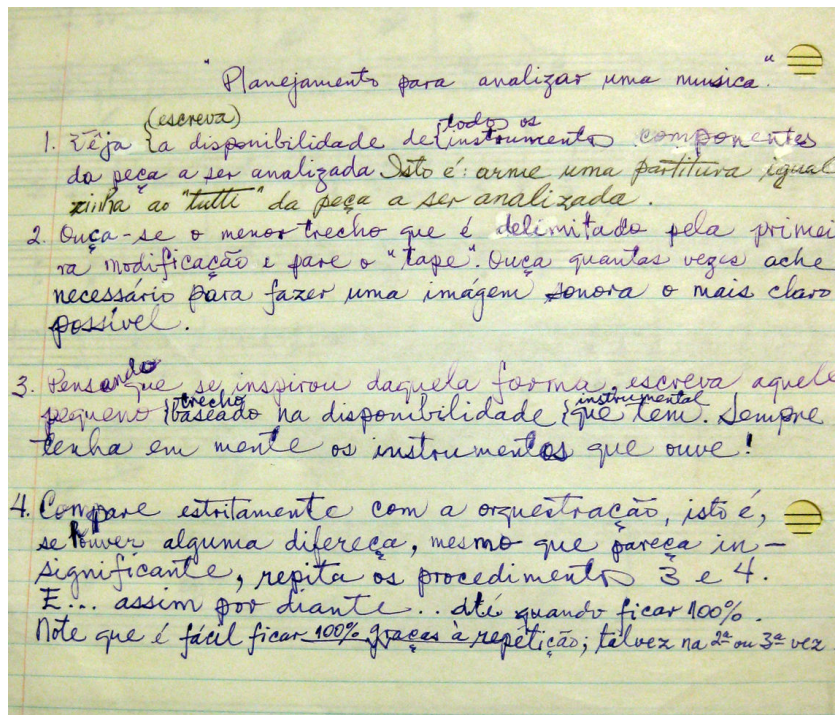 "Planejamento para analizar uma musica."
(escreva)
1. Vêja {a disponibilidade de {todo os instrumentos componentes
da peça a ser analizada Isto é: arme uma partitura igual
zinha ao "tutti" da peça a ser analizada.
2. Ouça-se o menor trecho que é delimitado pela primei
ra modificação e pare o "tape". Ouça quantas vezes ache
necessário para fazer uma imágem sonora o mais claro
possível.
3. Pensando que se inspirou daquela forma, escreva aquele
pequeno {trecho baseado na disponibilidade {instrumental que tem. Sempre
tenha em mente os instrumentos que ouve!
4. Compare estritamente com a orquestração, isto é,
se houver alguma difereça, mesmo que pareça in-
significante, repita os procedimentos 3 e 4.
E... assim por diante... até quando ficar 100%.
Note que é fácil ficar 100% graças à repetição; talvez na 2ª ou 3ª vez